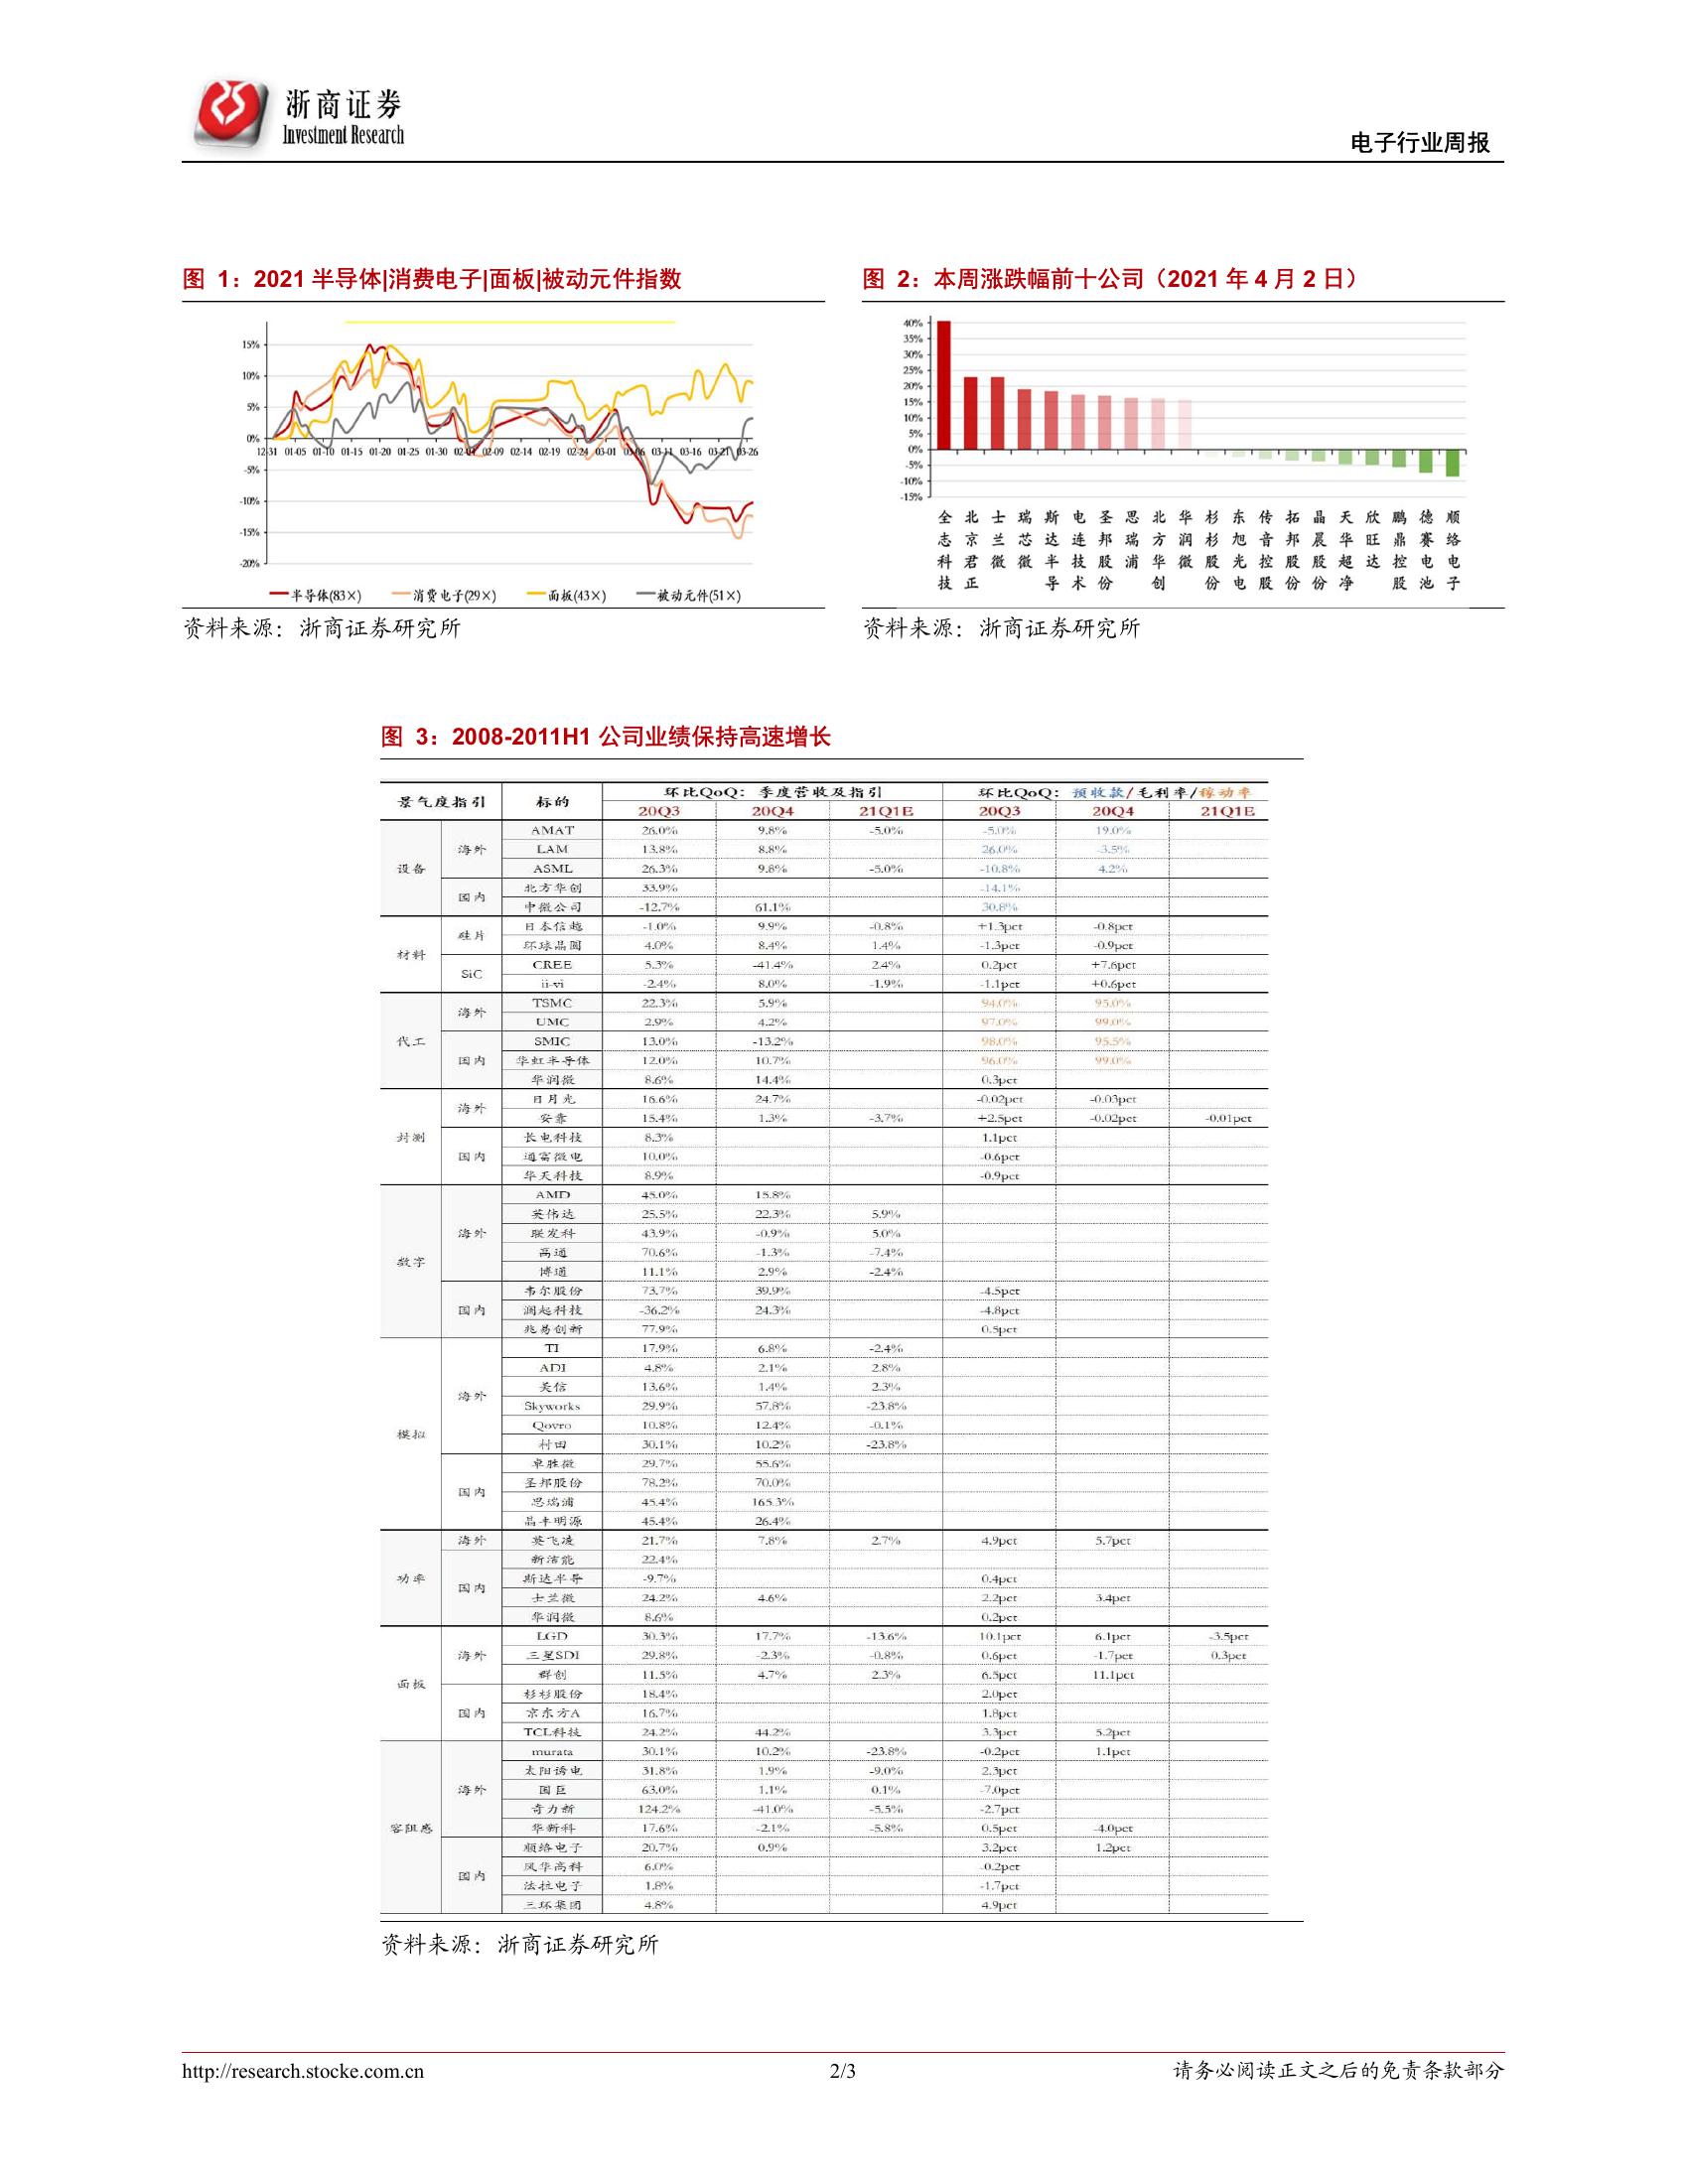 浙商证券
Investment Research
电子行业周报
图 1：2021 半导体|消费电子|面板|被动元件指数
15%
10%
5%
0%
-5%
-10%
-15%
-20%
12-31 01-05 01-10 01-15 01-20 01-25 01-30 02-04 02-09 02-14 02-19 02-24 03-01 03-06 03-11 03-16 03-21 03-26
半导体(83×) 消费电子(29×) 面板(43×) 被动元件(51×)
资料来源：浙商证券研究所
图 2：本周涨跌幅前十公司（2021 年 4 月 2 日）
40%
35%
30%
25%
20%
15%
10%
5%
0%
-5%
-10%
-15%
全志科技 北京君正 士兰微 瑞芯微 斯达半导 电连技术 圣邦股份 思瑞浦 北方华创 华润微 杉杉股份 东旭光电 传音控股 拓邦股份 晶晨股份 天华超净 欣旺达 鹏鼎控股 德赛电池 顺络电子
资料来源：浙商证券研究所
图 3：2008-2011H1 公司业绩保持高速增长
景气度指引 标的 环比QoQ：季度营收及指引 环比QoQ：预收款/毛利率/稼动率
20Q3 20Q4 21Q1E 20Q3 20Q4 21Q1E
设备 海外 AMAT 26.0% 9.8% -5.0% -5.0% 19.0%
LAM 13.8% 8.8% 26.0% -3.5%
ASML 26.3% 9.8% -5.0% -10.8% 4.2%
国内 北方华创 33.9% -14.1%
中微公司 -12.7% 61.1% 30.8%
材料 硅片 日本信越 -1.0% 9.9% -0.8% +1.3pct -0.8pct
环球晶圆 4.0% 8.4% 1.4% -1.3pct -0.9pct
SiC CREE 5.3% -41.4% 2.4% 0.2pct +7.6pct
ii-vi -2.4% 8.0% -1.9% -1.1pct +0.6pct
代工 海外 TSMC 22.3% 5.9% 94.0% 95.0%
UMC 2.9% 4.2% 97.0% 99.0%
国内 SMIC 13.0% -13.2% 98.0% 95.5%
华虹半导体 12.0% 10.7% 96.0% 99.0%
华润微 8.6% 14.4% 0.3pct
封测 海外 日月光 16.6% 24.7% -0.02pct -0.03pct
安靠 15.4% 1.3% -3.7% +2.5pct -0.02pct -0.01pct
国内 长电科技 8.3% 1.1pct
通富微电 10.0% -0.6pct
华天科技 8.9% -0.9pct
数字 海外 AMD 45.0% 15.8%
英伟达 25.5% 22.3% 5.9%
联发科 43.9% -0.9% 5.0%
高通 70.6% -1.3% -7.4%
博通 11.1% 2.9% -2.4%
国内 韦尔股份 73.7% 39.9% -4.5pct
澜起科技 -36.2% 24.3% -4.8pct
兆易创新 77.9% 0.5pct
模拟 海外 TI 17.9% 6.8% -2.4%
ADI 4.8% 2.1% 2.8%
美信 13.6% 1.4% 2.3%
Skyworks 29.9% 57.8% -23.8%
Qovro 10.8% 12.4% -0.1%
村田 30.1% 10.2% -23.8%
国内 卓胜微 29.7% 55.6%
圣邦股份 78.2% 70.0%
思瑞浦 45.4% 165.3%
晶丰明源 45.4% 26.4%
功率 海外 英飞凌 21.7% 7.8% 2.7% 4.9pct 5.7pct
国内 新洁能 22.4%
斯达半导 -9.7% 0.4pct
士兰微 24.2% 4.6% 2.2pct 3.4pct
华润微 8.6% 0.2pct
面板 海外 LGD 30.3% 17.7% -13.6% 10.1pct 6.1pct -3.5pct
三星SDI 29.8% -2.3% -0.8% 0.6pct -1.7pct 0.3pct
群创 11.5% 4.7% 2.3% 6.5pct 11.1pct
国内 杉杉股份 18.4% 2.0pct
京东方A 16.7% 1.8pct
TCL科技 24.2% 44.2% 3.3pct 5.2pct
容阻感 海外 murata 30.1% 10.2% -23.8% -0.2pct 1.1pct
太阳诱电 31.8% 1.9% -9.0% 2.3pct
国巨 63.0% 1.1% 0.1% -7.0pct
奇力新 124.2% -41.0% -5.5% -2.7pct
华新科 17.6% -2.1% -5.8% 0.5pct -4.0pct
国内 顺络电子 20.7% 0.9% 3.2pct 1.2pct
风华高科 6.0% -0.2pct
法拉电子 1.8% -1.7pct
三环集团 4.8% 4.9pct
资料来源：浙商证券研究所
http://research.stocke.com.cn 2/3 请务必阅读正文之后的免责条款部分